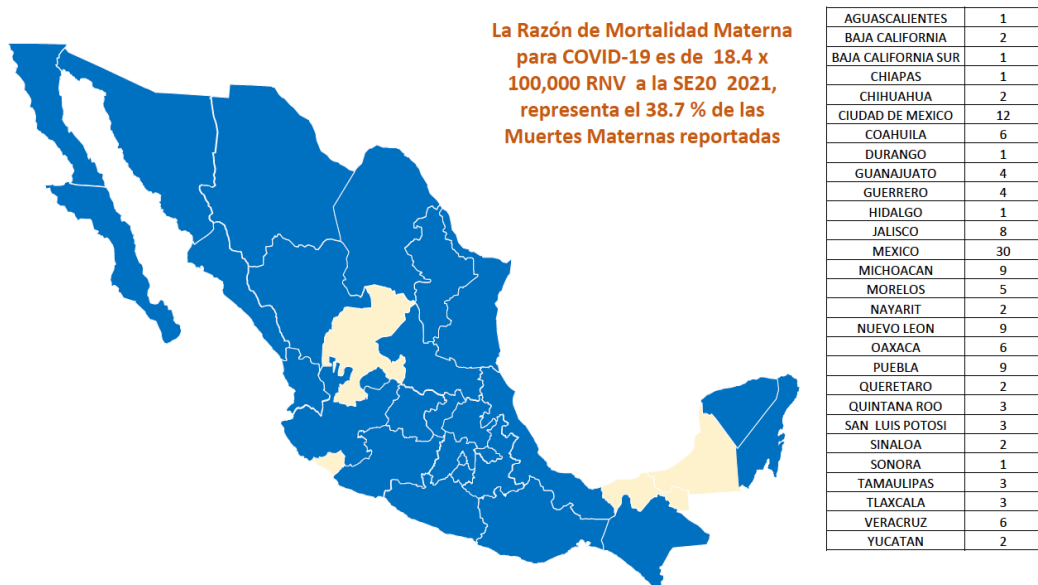 La Razón de Mortalidad Materna
para COVID-19 es de 18.4 x
100,000 RNV a la SE20 2021,
representa el 38.7 % de las
Muertes Maternas reportadas
AGUASCALIENTES 1
BAJA CALIFORNIA 2
BAJA CALIFORNIA SUR 1
CHIAPAS 1
CHIHUAHUA 2
CIUDAD DE MEXICO 12
COAHUILA 6
DURANGO 1
GUANAJUATO 4
GUERRERO 4
HIDALGO 1
JALISCO 8
MEXICO 30
MICHOACAN 9
MORELOS 5
NAYARIT 2
NUEVO LEON 9
OAXACA 6
PUEBLA 9
QUERETARO 2
QUINTANA ROO 3
SAN LUIS POTOSI 3
SINALOA 2
SONORA 1
TAMAULIPAS 3
TLAXCALA 3
VERACRUZ 6
YUCATAN 2